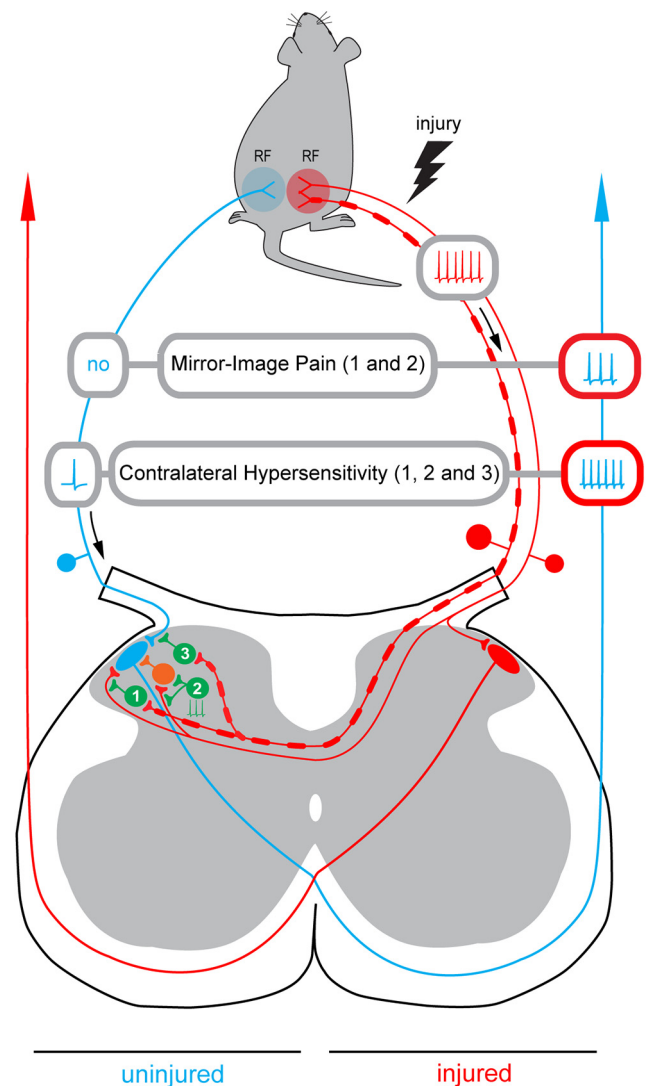 injury
RF
RF
no
Mirror-Image Pain (1 and 2)
Contralateral Hypersensitivity (1, 2 and 3)
3
2
1
uninjured
injured